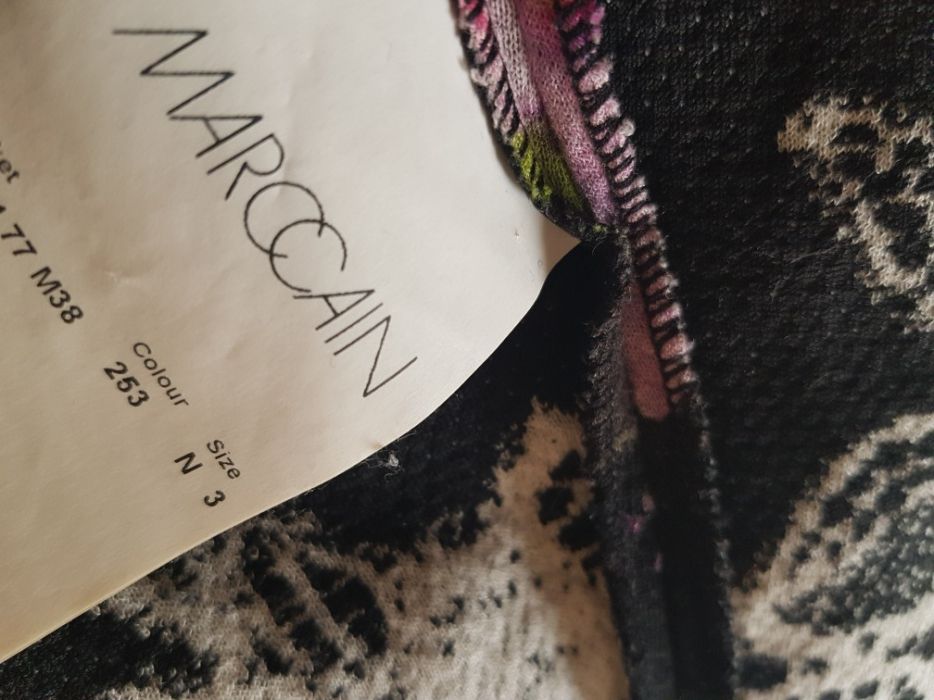 MARCCAIN
77 M38
Colour
253
Size
N 3